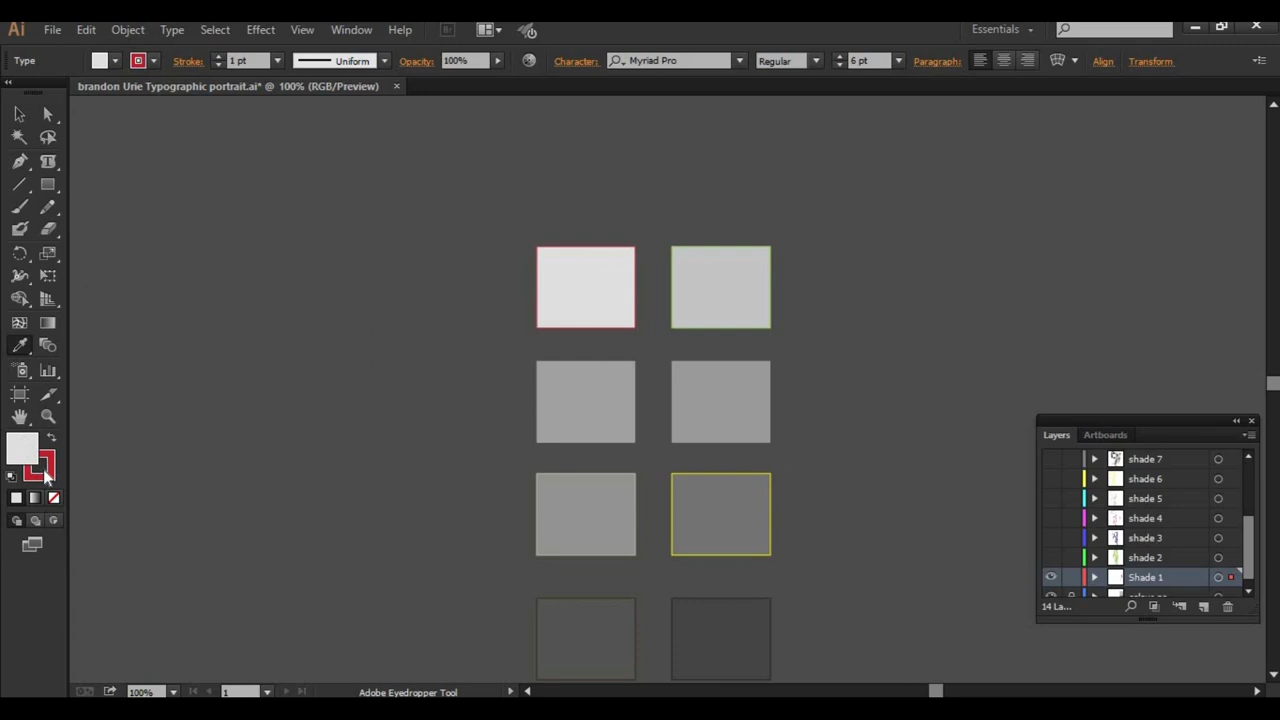 Ai File Edit Object Type Select Effect View Window Help Br Essentials
Type Stroke: 1 pt Uniform Opacity: 100% Character: Myriad Pro Regular 6 pt Paragraph: Align Transform
brandon Urie Typographic portrait.ai* @ 100% (RGB/Preview)
Layers Artboards
shade 7
shade 6
shade 5
shade 4
shade 3
shade 2
Shade 1
14 La...
100% 1 Adobe Eyedropper Tool